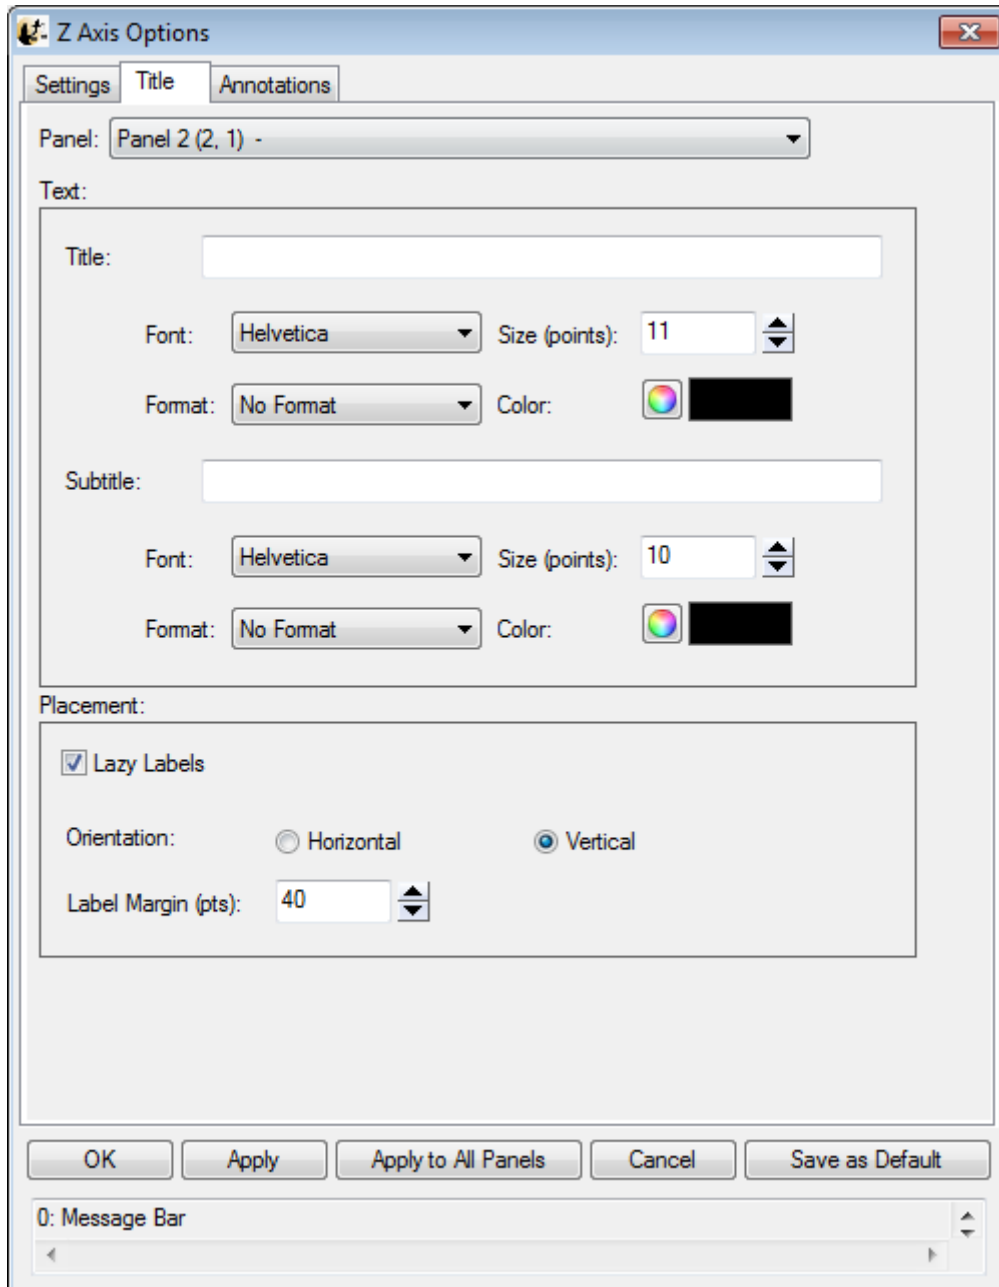 Z Axis Options
Settings Title Annotations
Panel: Panel 2 (2, 1) -
Text:
Title:
Font: Helvetica Size (points): 11
Format: No Format Color:
Subtitle:
Font: Helvetica Size (points): 10
Format: No Format Color:
Placement:
Lazy Labels
Orientation: Horizontal Vertical
Label Margin (pts): 40
OK Apply Apply to All Panels Cancel Save as Default
0: Message Bar